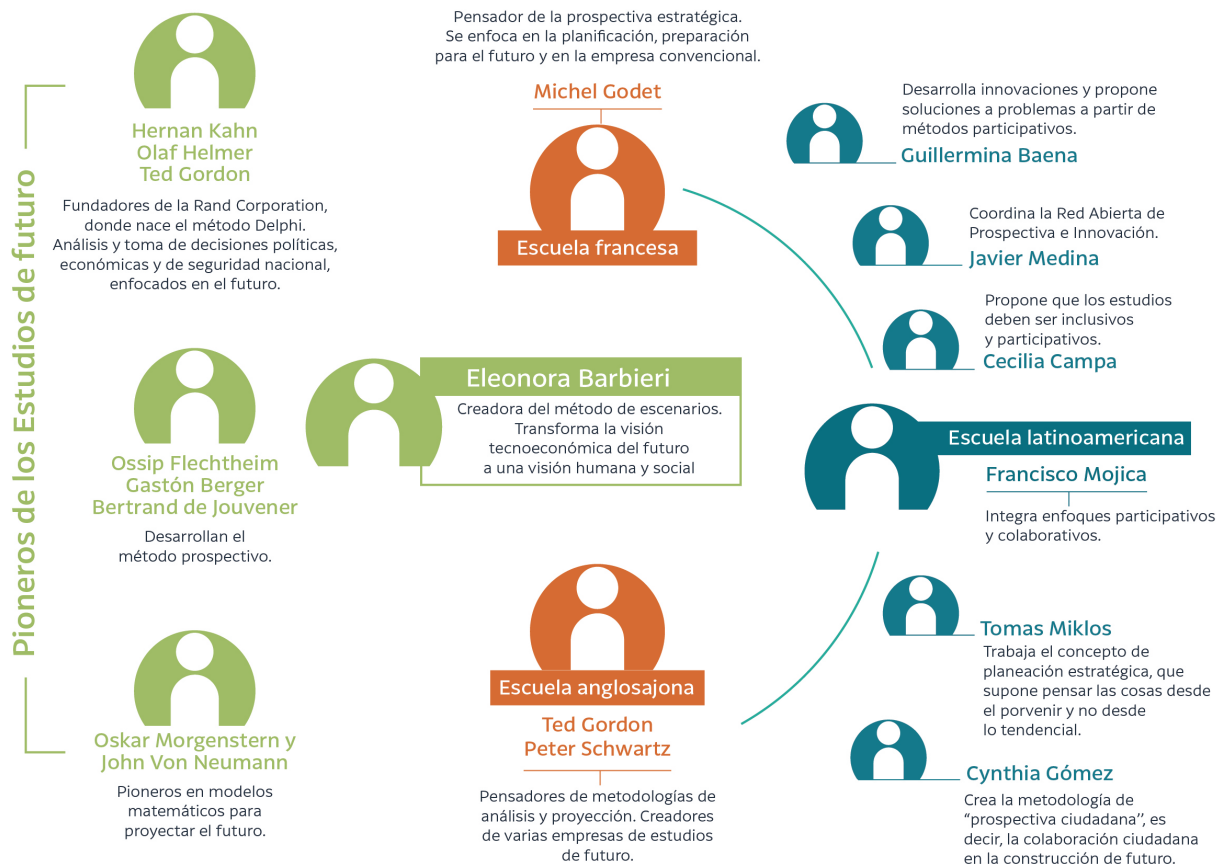 Pioneros de los Estudios de futuro
Hernan Kahn
Olaf Helmer
Ted Gordon
Fundadores de la Rand Corporation,
donde nace el método Delphi.
Análisis y toma de decisiones políticas,
económicas y de seguridad nacional,
enfocados en el futuro.
Ossip Flechtheim
Gastón Berger
Bertrand de Jouvener
Desarrollan el
método prospectivo.
Oskar Morgenstern y
John Von Neumann
Pioneros en modelos
matemáticos para
proyectar el futuro.
Pensador de la prospectiva estratégica.
Se enfoca en la planificación, preparación
para el futuro y en la empresa convencional.
Michel Godet
Escuela francesa
Eleonora Barbieri
Creadora del método de escenarios.
Transforma la visión
tecnoeconómica del futuro
a una visión humana y social
Escuela anglosajona
Ted Gordon
Peter Schwartz
Pensadores de metodologías de
análisis y proyección. Creadores
de varias empresas de estudios
de futuro.
Desarrolla innovaciones y propone
soluciones a problemas a partir de
métodos participativos.
Guillermina Baena
Coordina la Red Abierta de
Prospectiva e Innovación.
Javier Medina
Propone que los estudios
deben ser inclusivos
y participativos.
Cecilia Campa
Escuela latinoamericana
Francisco Mojica
Integra enfoques participativos
y colaborativos.
Tomas Miklos
Trabaja el concepto de
planeación estratégica, que
supone pensar las cosas desde
el porvenir y no desde
lo tendencial.
Cynthia Gómez
Crea la metodología de
“prospectiva ciudadana”, es
decir, la colaboración ciudadana
en la construcción de futuro.